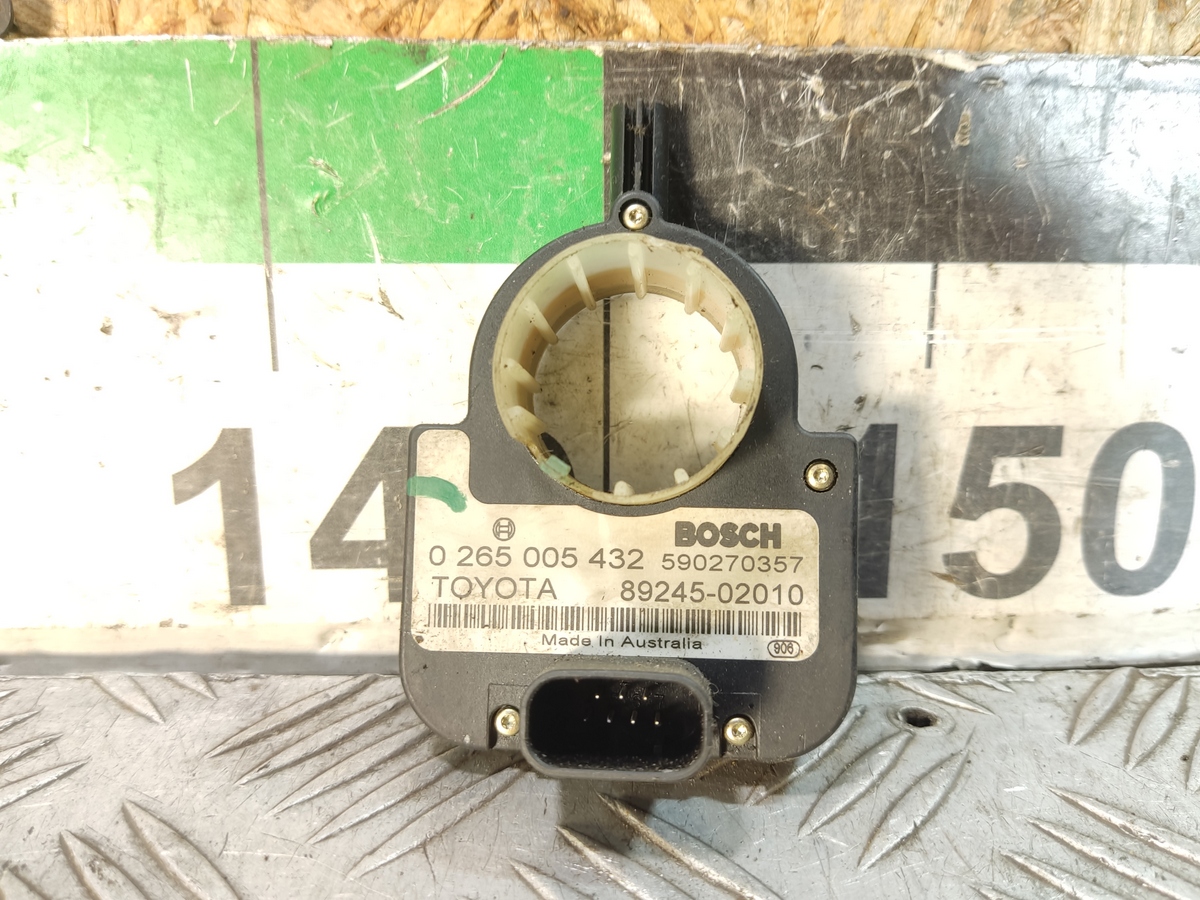 14
150
BOSCH
0 265 005 432 590270357
TOYOTA 89245-02010
Made In Australia
906